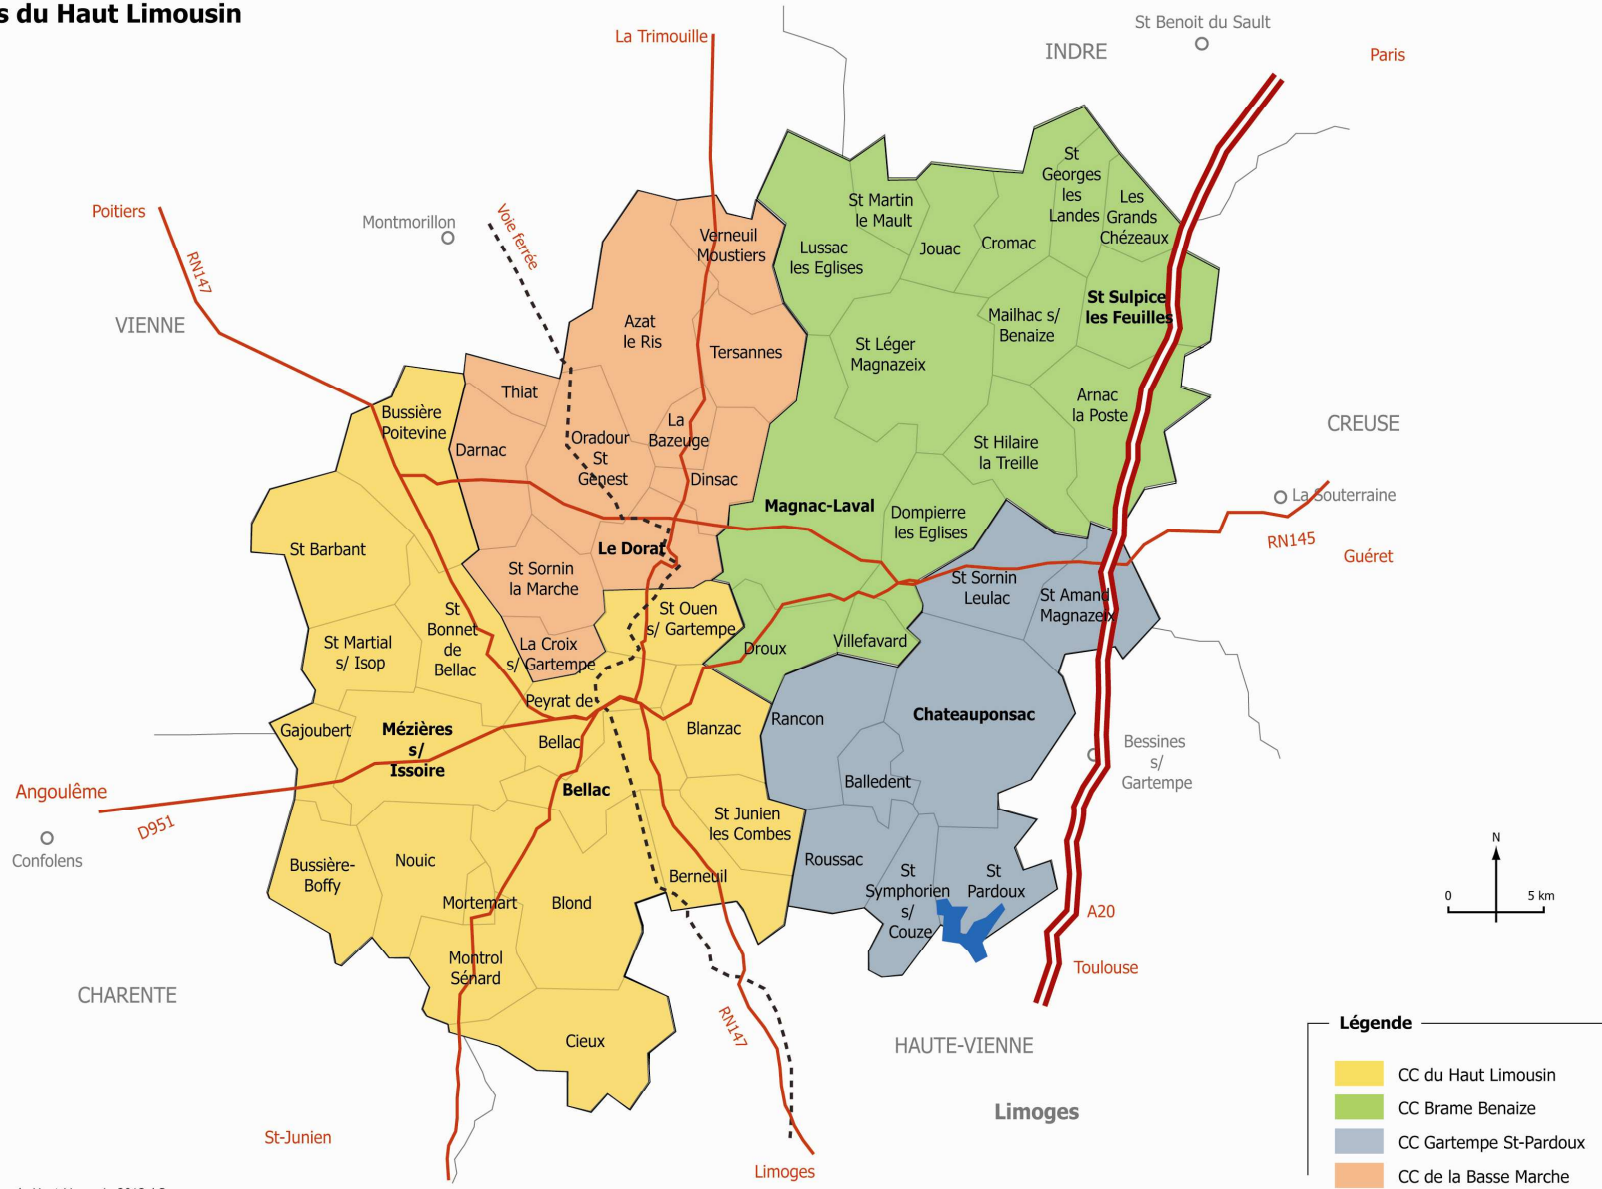 s du Haut Limousin
La Trimouille
St Benoit du Sault
INDRE
Paris
Poitiers
RN147
Montmorillon
Voie ferrée
VIENNE
Verneuil
Moustiers
Azat
le Ris
Tersannes
Thiat
Darnac
Oradour
St
Genest
La
Bazeuge
Dinsac
Le Dorat
St Sornin
la Marche
La Croix
s/ Gartempe
Lussac
les Eglises
St Martin
le Mault
Jouac
Cromac
St
Georges
les
Landes
Les
Grands
Chézeaux
St Sulpice
les Feuilles
Mailhac s/
Benaize
St Léger
Magnazeix
Arnac
la Poste
St Hilaire
la Treille
Magnac-Laval
Dompierre
les Eglises
Droux
Villefavard
CREUSE
La Souterraine
RN145
Guéret
Bussière
Poitevine
St Barbant
St Martial
s/ Isop
St
Bonnet
de
Bellac
St Ouen
s/ Gartempe
Peyrat de
Bellac
Gajoubert
Mézières
s/
Issoire
Bellac
Blanzac
St Junien
les Combes
Berneuil
Bussière-
Boffy
Nouic
Mortemart
Blond
Montrol
Sénard
Cieux
St Sornin
Leulac
St Amand
Magnazeix
Rancon
Chateauponsac
Balledent
Roussac
St
Symphorien
s/
Couze
St
Pardoux
Bessines
s/
Gartempe
Angoulême
D951
Confolens
CHARENTE
St-Junien
RN147
Limoges
HAUTE-VIENNE
Limoges
A20
Toulouse
N
0 5 km
Légende
CC du Haut Limousin
CC Brame Benaize
CC Gartempe St-Pardoux
CC de la Basse Marche